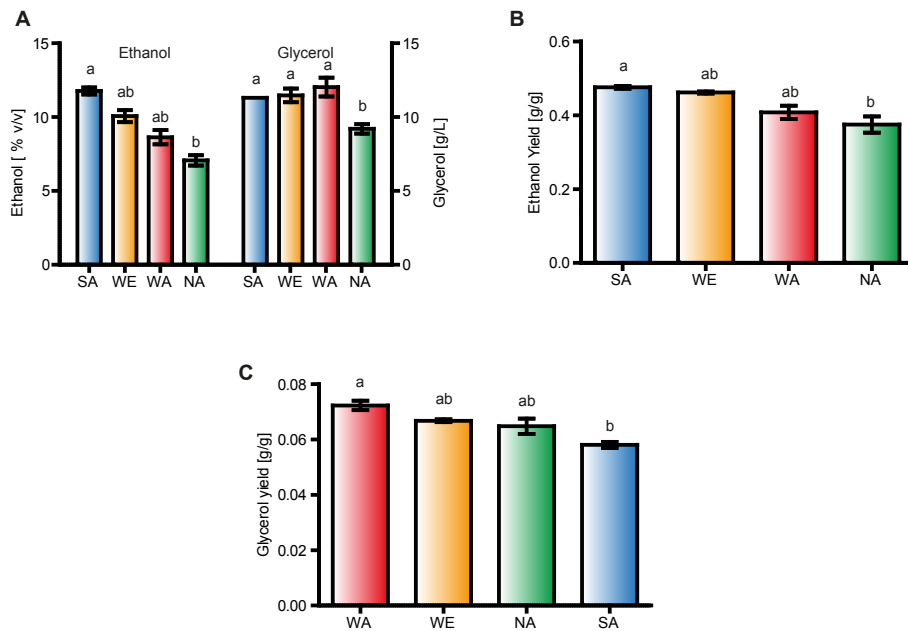 A
Ethanol Glycerol
Ethanol [ % v/v]
15
10
5
0
a
ab
ab
b
a
a
a
b
SA WE WA NA SA WE WA NA
15
10
5
0
Glycerol [g/L]
B
Ethanol Yield [g/g]
0.6
0.4
0.2
0.0
a
ab
ab
b
SA WE WA NA
C
Glycerol yield [g/g]
0.08
0.06
0.04
0.02
0.00
a
ab
ab
b
WA WE NA SA